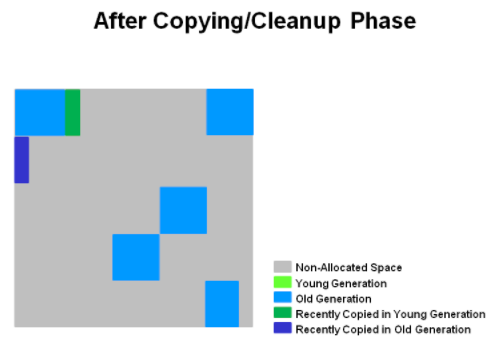 After Copying/Cleanup Phase
Non-Allocated Space
Young Generation
Old Generation
Recently Copied in Young Generation
Recently Copied in Old Generation